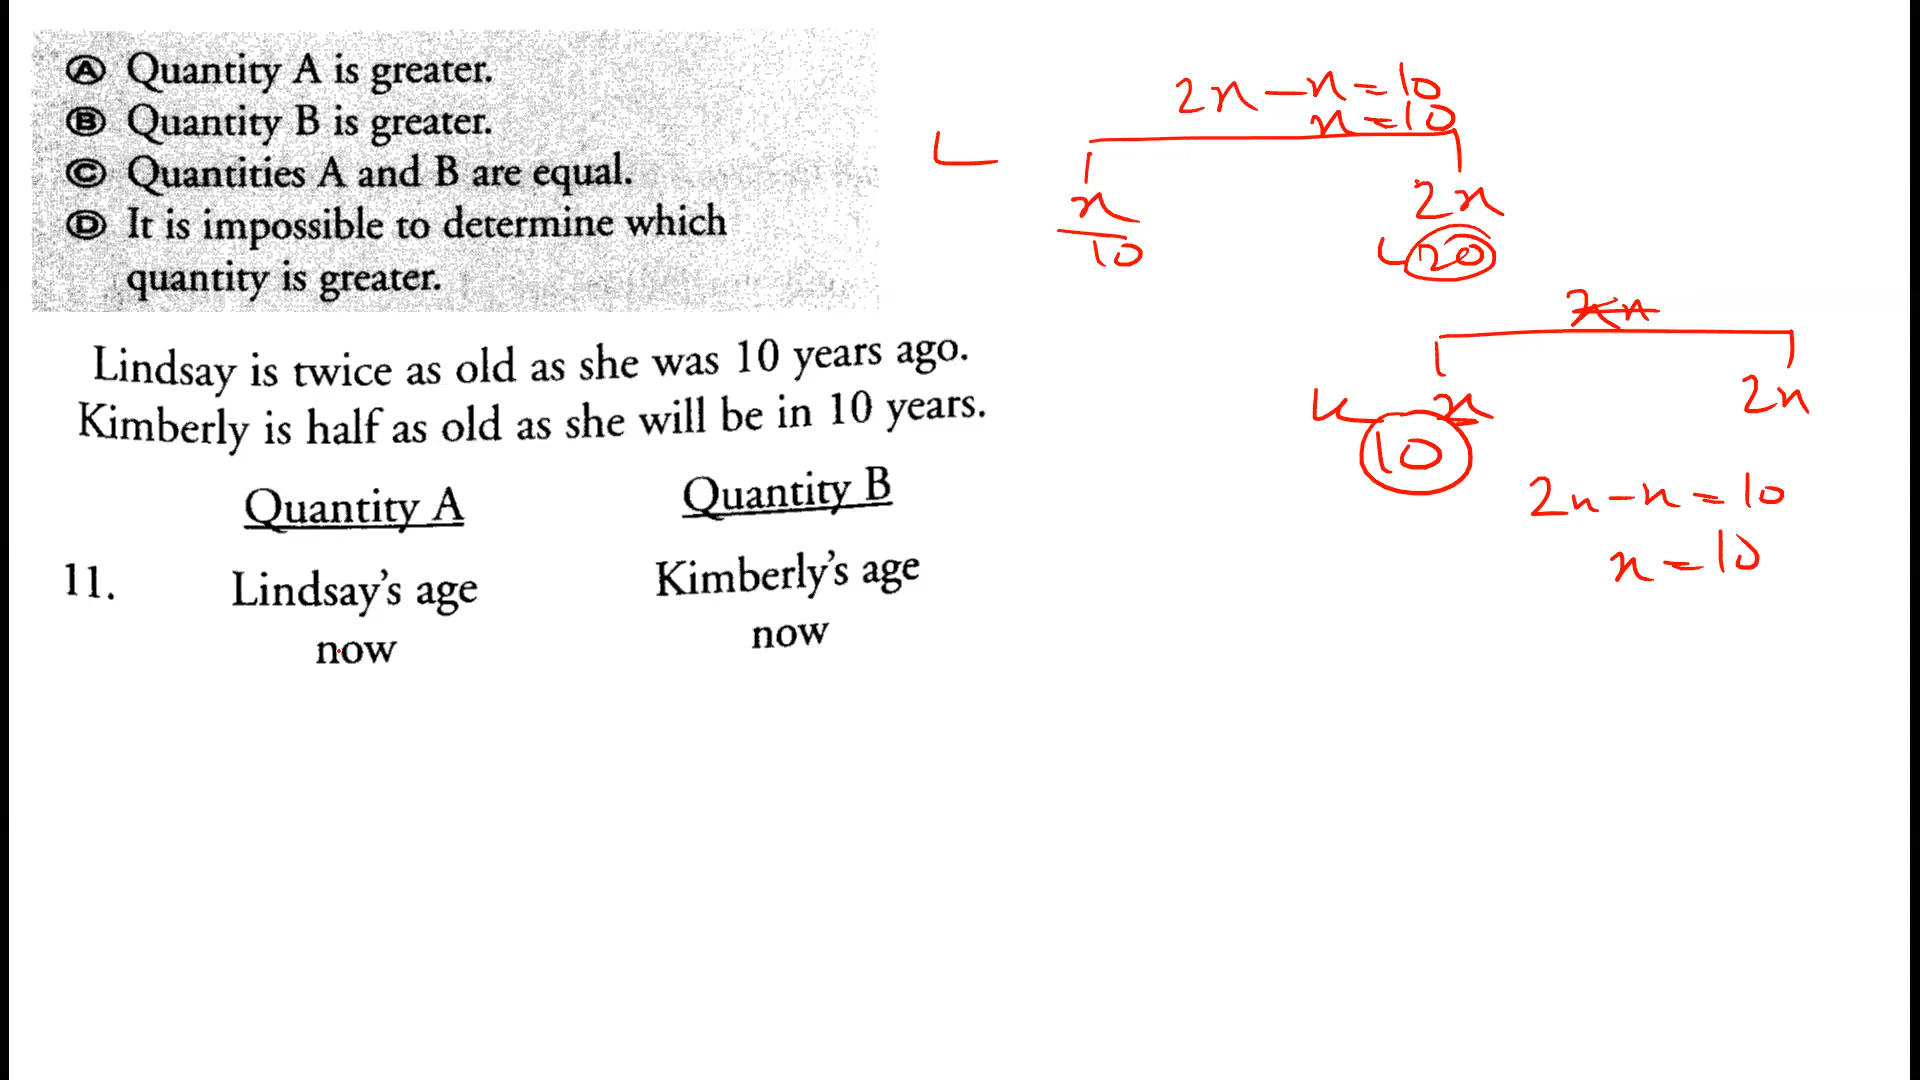 Ⓐ Quantity A is greater.
Ⓑ Quantity B is greater.
Ⓒ Quantities A and B are equal.
Ⓓ It is impossible to determine which
quantity is greater.
Lindsay is twice as old as she was 10 years ago.
Kimberly is half as old as she will be in 10 years.
Quantity A Quantity B
11. Lindsay's age Kimberly's age
now now
2n - n = 10
n = 10
L
n 2n
10 L 20
n
k n 2n
10
2n - n = 10
n = 10